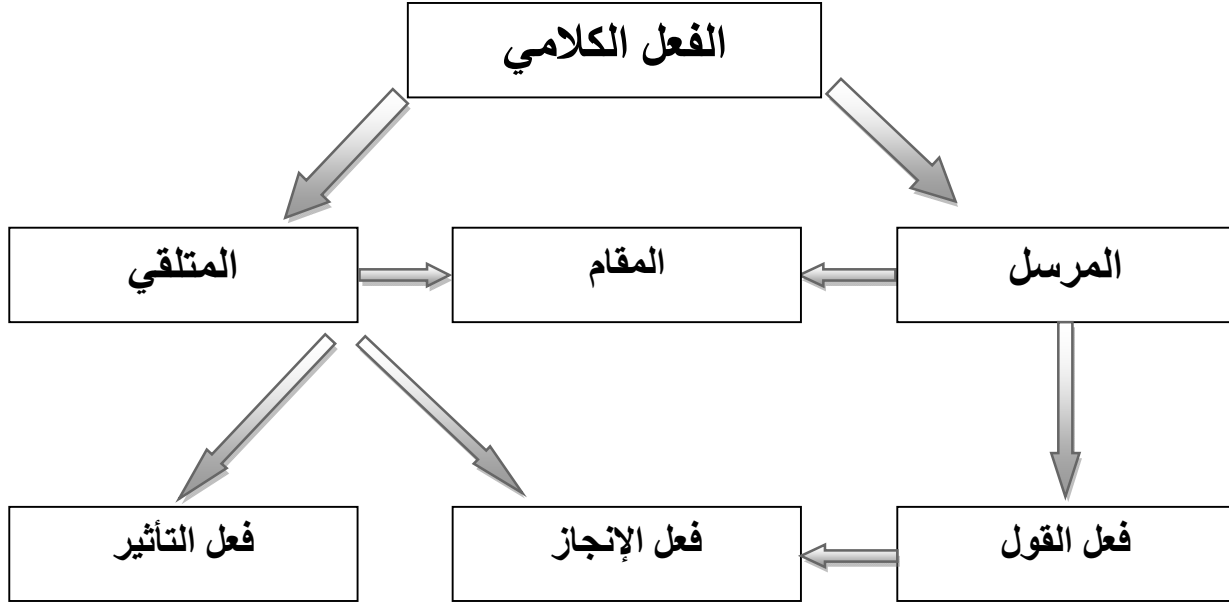 الفعل الكلامي
المرسل
المقام
المتلقي
فعل القول
فعل الإنجاز
فعل التأثير